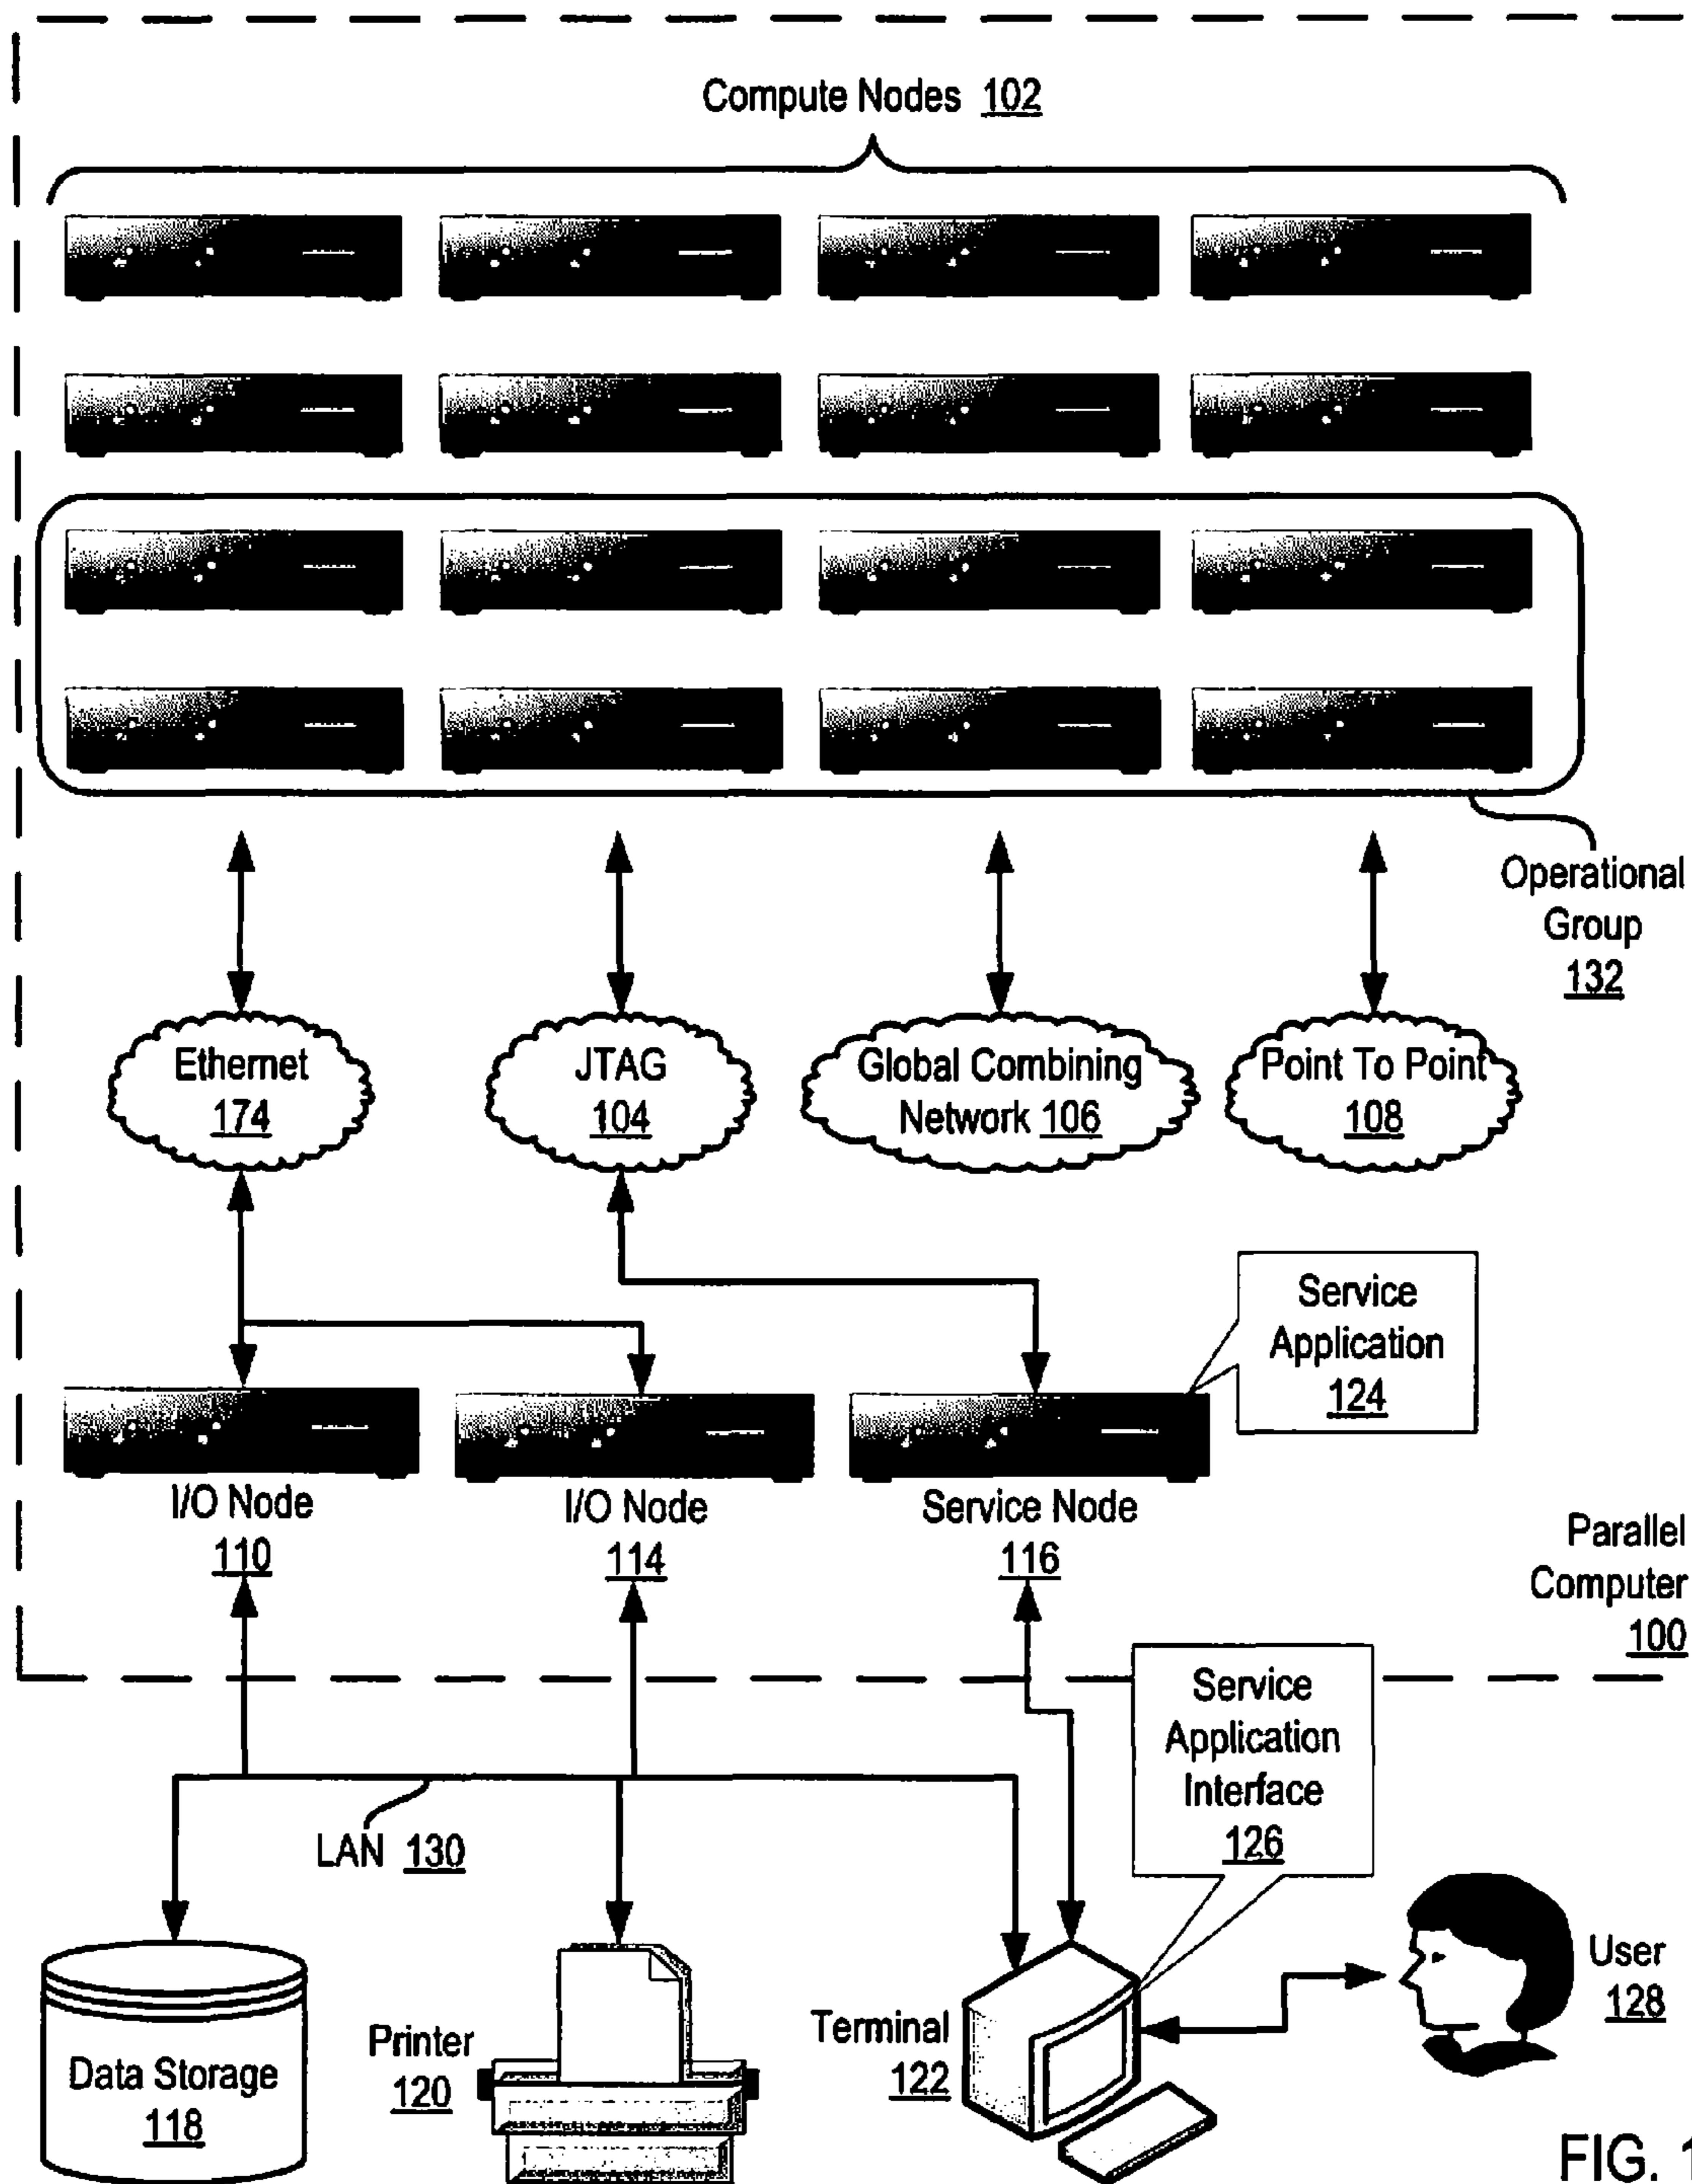 Compute Nodes 102
Operational
Group
132
Ethernet
174
JTAG
104
Global Combining
Network 106
Point To Point
108
Service
Application
124
I/O Node
110
I/O Node
114
Service Node
116
Parallel
Computer
100
Service
Application
Interface
126
LAN 130
Data Storage
118
Printer
120
Terminal
122
User
128
FIG. 1